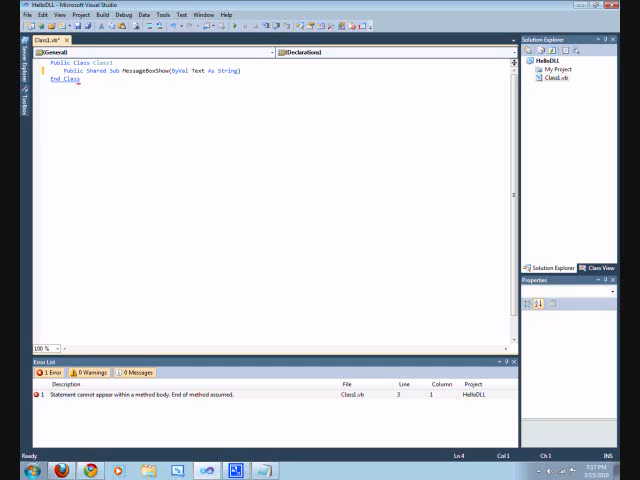 HelloDLL - Microsoft Visual Studio
File Edit View Project Build Debug Data Tools Test Window Help
Class1.vb*
(General)
(Declarations)
Public Class Class1
Public Shared Sub MessageBoxShow(ByVal Text As String)
End Class
Server Explorer
Toolbox
100 %
Solution Explorer
HelloDLL
My Project
Class1.vb
Solution Explorer Class View
Properties
Error List
1 Error 0 Warnings 0 Messages
Description File Line Column Project
1 Statement cannot appear within a method body. End of method assumed. Class1.vb 3 1 HelloDLL
Ready Ln 4 Col 1 Ch 1 INS